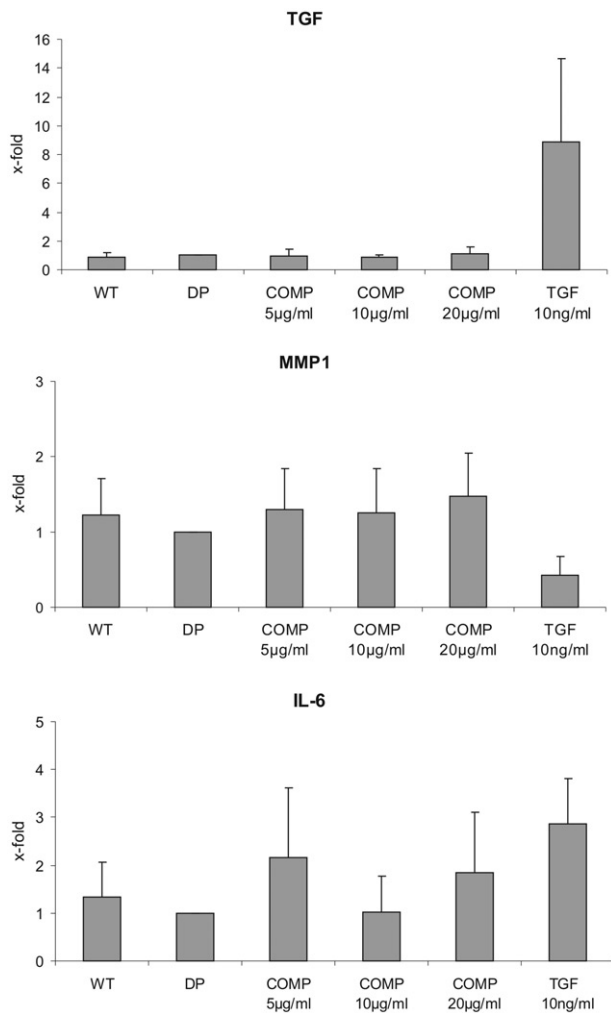 TGF
16
14
12
10
8
6
4
2
0
x-fold
WT DP COMP COMP COMP TGF
5µg/ml 10µg/ml 20µg/ml 10ng/ml
MMP1
3
2
1
0
x-fold
WT DP COMP COMP COMP TGF
5µg/ml 10µg/ml 20µg/ml 10ng/ml
IL-6
5
4
3
2
1
0
x-fold
WT DP COMP COMP COMP TGF
5µg/ml 10µg/ml 20µg/ml 10ng/ml